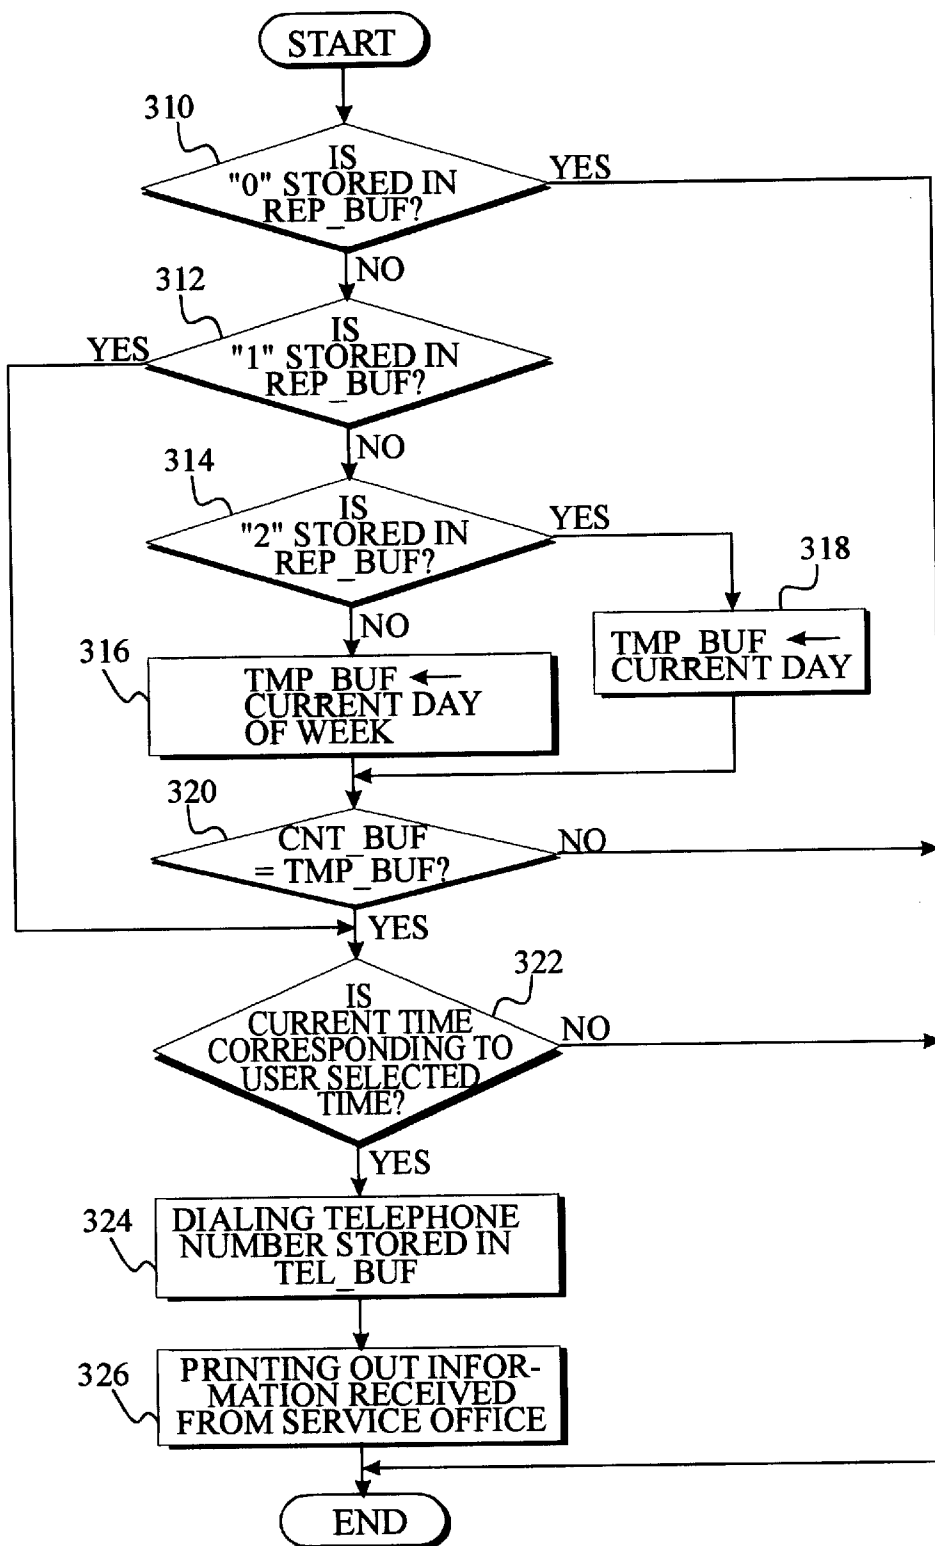 START
310
IS
"0" STORED IN
REP_BUF?
YES
NO
312
IS
"1" STORED IN
REP_BUF?
YES
NO
314
IS
"2" STORED IN
REP_BUF?
YES
NO
318
TMP_BUF ←
CURRENT DAY
316
TMP_BUF ←
CURRENT DAY
OF WEEK
320
CNT_BUF
= TMP_BUF?
NO
YES
322
IS
CURRENT TIME
CORRESPONDING TO
USER SELECTED
TIME?
NO
YES
324
DIALING TELEPHONE
NUMBER STORED IN
TEL_BUF
326
PRINTING OUT INFOR-
MATION RECEIVED
FROM SERVICE OFFICE
END